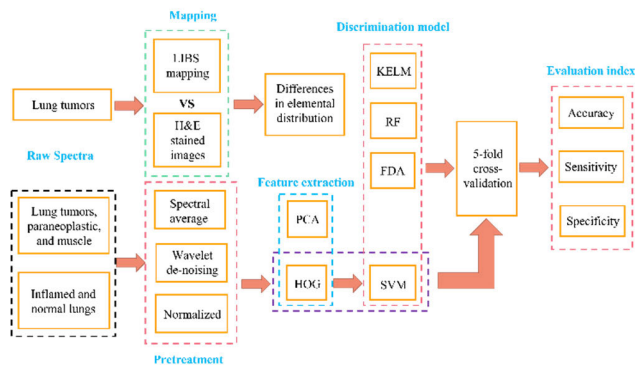 Mapping
LIBS
mapping
VS
H&E
stained
images
Lung tumors
Differences
in elemental
distribution
Discrimination model
KELM
RF
FDA
SVM
5-fold
cross-
validation
Evaluation index
Accuracy
Sensitivity
Specificity
Raw Spectra
Lung tumors,
paraneoplastic,
and muscle
Inflamed and
normal lungs
Spectral
average
Wavelet
de-noising
Normalized
Pretreatment
Feature extraction
PCA
HOG